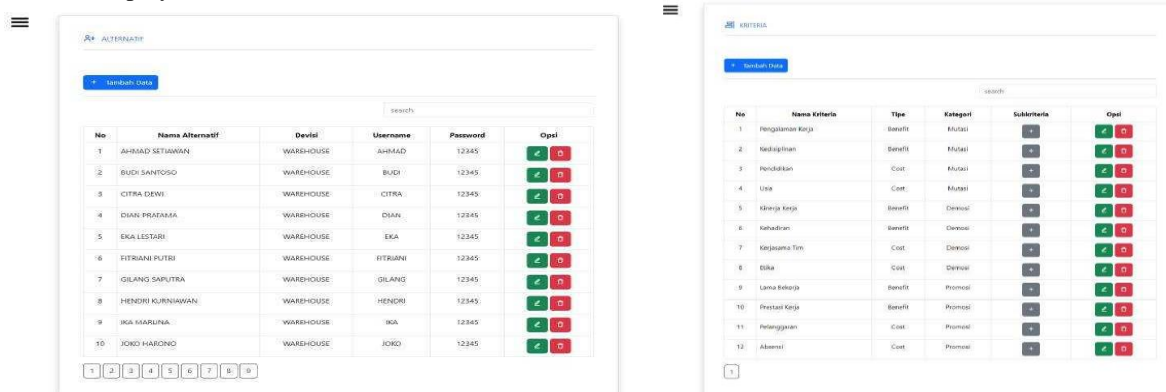 ALTERNATIF
+ Tambah Data
search
No Nama Alternatif Devisi Username Password Opsi
1 AHMAD SETIAWAN WAREHOUSE AHMAD 12345
2 BUDI SANTOSO WAREHOUSE BUDI 12345
3 CITRA DEWI WAREHOUSE CITRA 12345
4 DIAN PRATAMA WAREHOUSE DIAN 12345
5 EKA LESTARI WAREHOUSE EKA 12345
6 FITRIANI PUTRI WAREHOUSE FITRIANI 12345
7 GILANG SAPUTRA WAREHOUSE GILANG 12345
8 HENDRI KURNIAWAN WAREHOUSE HENDRI 12345
9 IKA MARLINA WAREHOUSE IKA 12345
10 JOKO HARONO WAREHOUSE JOKO 12345
1 2 3 4 5 6 7 8 9
KRITERIA
+ Tambah Data
search
No Nama Kriteria Tipe Kategori Subkriteria Opsi
1 Pengalaman Kerja Benefit Mutasi +
2 Kedisiplinan Benefit Mutasi +
3 Pendidikan Cost Mutasi +
4 Usia Cost Mutasi +
5 Kinerja Kerja Benefit Demosi +
6 Kehadiran Benefit Demosi +
7 Kerjasama Tim Cost Demosi +
8 Etika Cost Demosi +
9 Lama Bekerja Benefit Promosi +
10 Prestasi Kerja Benefit Promosi +
11 Pelanggaran Cost Promosi +
12 Absensi Cost Promosi +
1